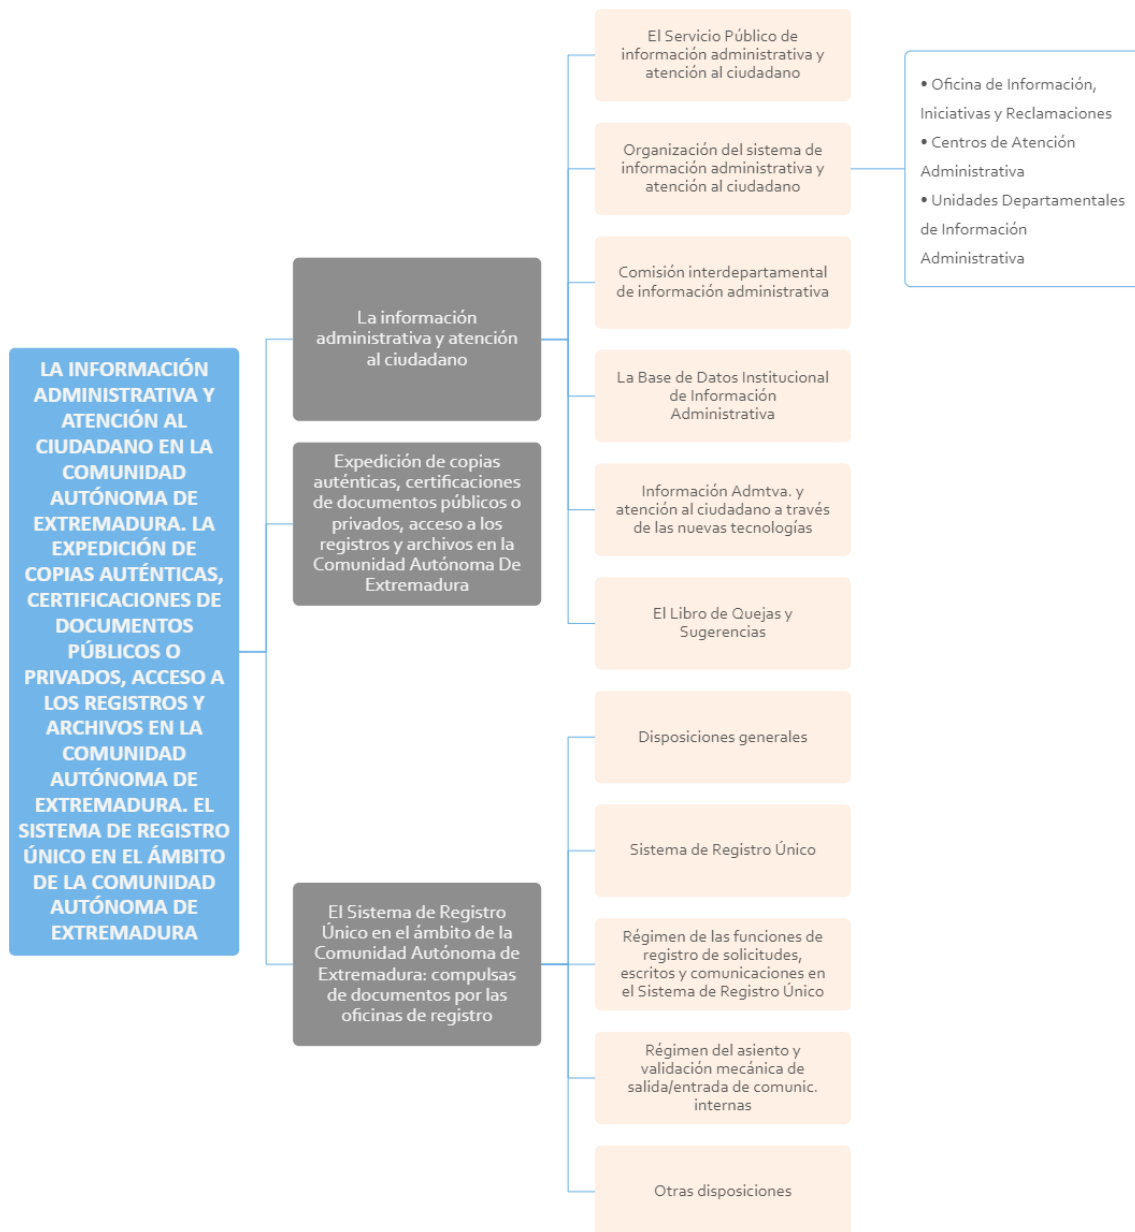 LA INFORMACIÓN
ADMINISTRATIVA Y
ATENCIÓN AL
CIUDADANO EN LA
COMUNIDAD
AUTÓNOMA DE
EXTREMADURA. LA
EXPEDICIÓN DE
COPIAS AUTÉNTICAS,
CERTIFICACIONES DE
DOCUMENTOS
PÚBLICOS O
PRIVADOS, ACCESO A
LOS REGISTROS Y
ARCHIVOS EN LA
COMUNIDAD
AUTÓNOMA DE
EXTREMADURA. EL
SISTEMA DE REGISTRO
ÚNICO EN EL ÁMBITO
DE LA COMUNIDAD
AUTÓNOMA DE
EXTREMADURA
La información
administrativa y atención
al ciudadano
El Servicio Público de
información administrativa y
atención al ciudadano
Organización del sistema de
información administrativa y
atención al ciudadano
• Oficina de Información,
Iniciativas y Reclamaciones
• Centros de Atención
Administrativa
• Unidades Departamentales
de Información
Administrativa
Comisión interdepartamental
de información administrativa
La Base de Datos Institucional
de Información
Administrativa
Información Admtva. y
atención al ciudadano a través
de las nuevas tecnologías
El Libro de Quejas y
Sugerencias
Expedición de copias
auténticas, certificaciones
de documentos públicos o
privados, acceso a los
registros y archivos en la
Comunidad Autónoma De
Extremadura
El Sistema de Registro
Único en el ámbito de la
Comunidad Autónoma de
Extremadura: compulsas
de documentos por las
oficinas de registro
Disposiciones generales
Sistema de Registro Único
Régimen de las funciones de
registro de solicitudes,
escritos y comunicaciones en
el Sistema de Registro Único
Régimen del asiento y
validación mecánica de
salida/entrada de comunic.
internas
Otras disposiciones